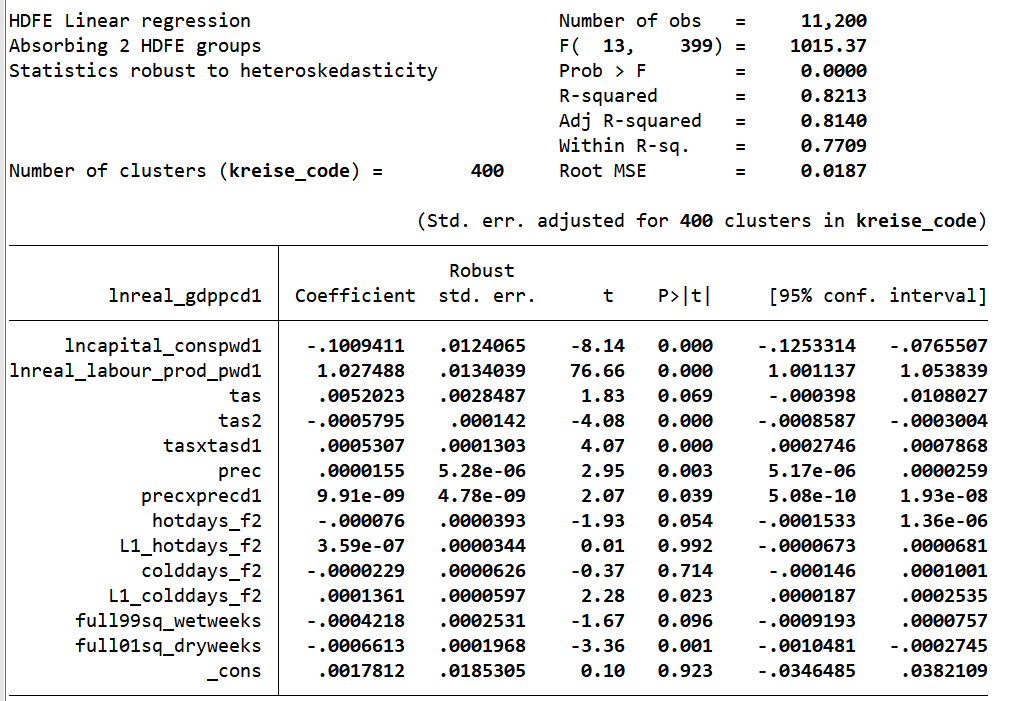 HDFE Linear regression Number of obs = 11,200
Absorbing 2 HDFE groups F( 13, 399) = 1015.37
Statistics robust to heteroskedasticity Prob > F = 0.0000
R-squared = 0.8213
Adj R-squared = 0.8140
Within R-sq. = 0.7709
Number of clusters (kreise_code) = 400 Root MSE = 0.0187
(Std. err. adjusted for 400 clusters in kreise_code)
Robust
lnreal_gdppcd1 Coefficient std. err. t P>|t| [95% conf. interval]
lncapital_conspwd1 -.1009411 .0124065 -8.14 0.000 -.1253314 -.0765507
lnreal_labour_prod_pwd1 1.027488 .0134039 76.66 0.000 1.001137 1.053839
tas .0052023 .0028487 1.83 0.069 -.000398 .0108027
tas2 -.0005795 .000142 -4.08 0.000 -.0008587 -.0003004
tasxtasd1 .0005307 .0001303 4.07 0.000 .0002746 .0007868
prec .0000155 5.28e-06 2.95 0.003 5.17e-06 .0000259
precxprecd1 9.91e-09 4.78e-09 2.07 0.039 5.08e-10 1.93e-08
hotdays_f2 -.000076 .0000393 -1.93 0.054 -.0001533 1.36e-06
L1_hotdays_f2 3.59e-07 .0000344 0.01 0.992 -.0000673 .0000681
colddays_f2 -.0000229 .0000626 -0.37 0.714 -.000146 .0001001
L1_colddays_f2 .0001361 .0000597 2.28 0.023 .0000187 .0002535
full99sq_wetweeks -.0004218 .0002531 -1.67 0.096 -.0009193 .0000757
full01sq_dryweeks -.0006613 .0001968 -3.36 0.001 -.0010481 -.0002745
_cons .0017812 .0185305 0.10 0.923 -.0346485 .0382109